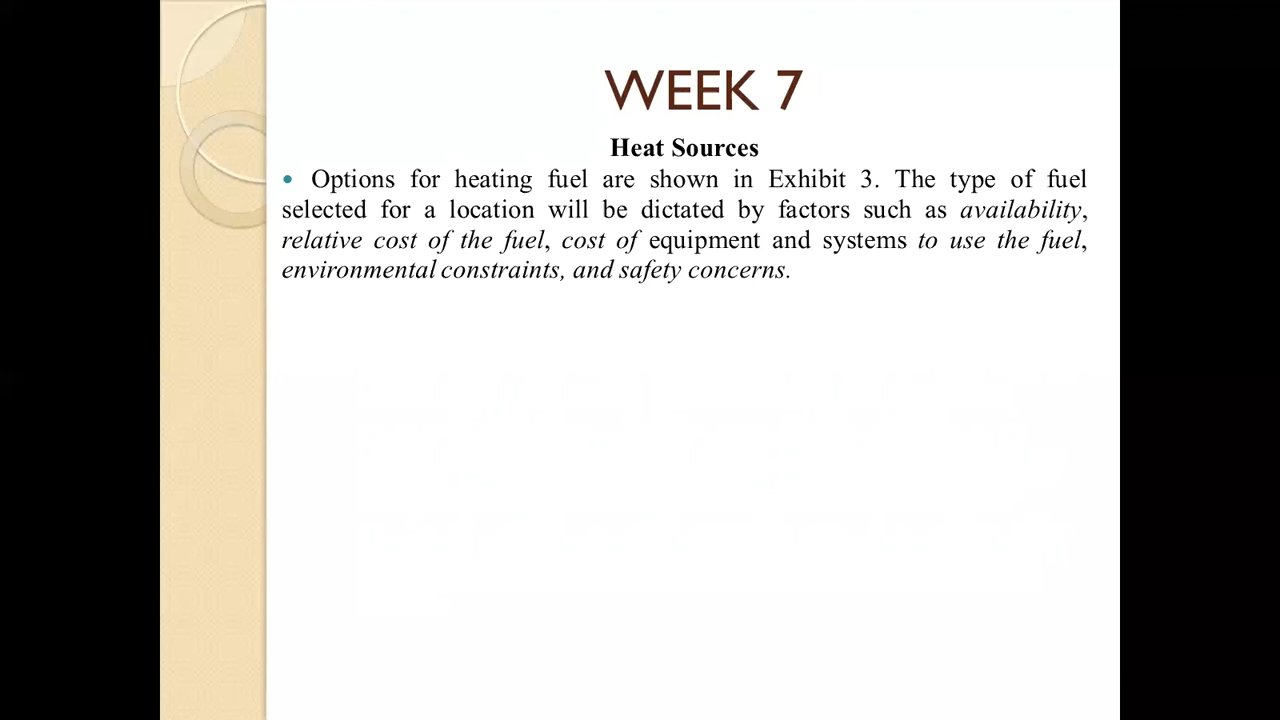 WEEK 7
Heat Sources
• Options for heating fuel are shown in Exhibit 3. The type of fuel
selected for a location will be dictated by factors such as availability,
relative cost of the fuel, cost of equipment and systems to use the fuel,
environmental constraints, and safety concerns.